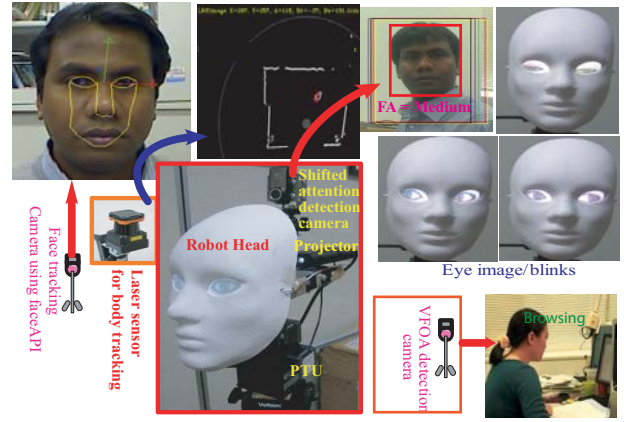 FA = Medium
Shifted
attention
detection
camera
Projector
Robot Head
PTU
Eye image/blinks
Face tracking
Camera using faceAPI
Laser sensor
for body tracking
VFOA detection
camera
Browsing